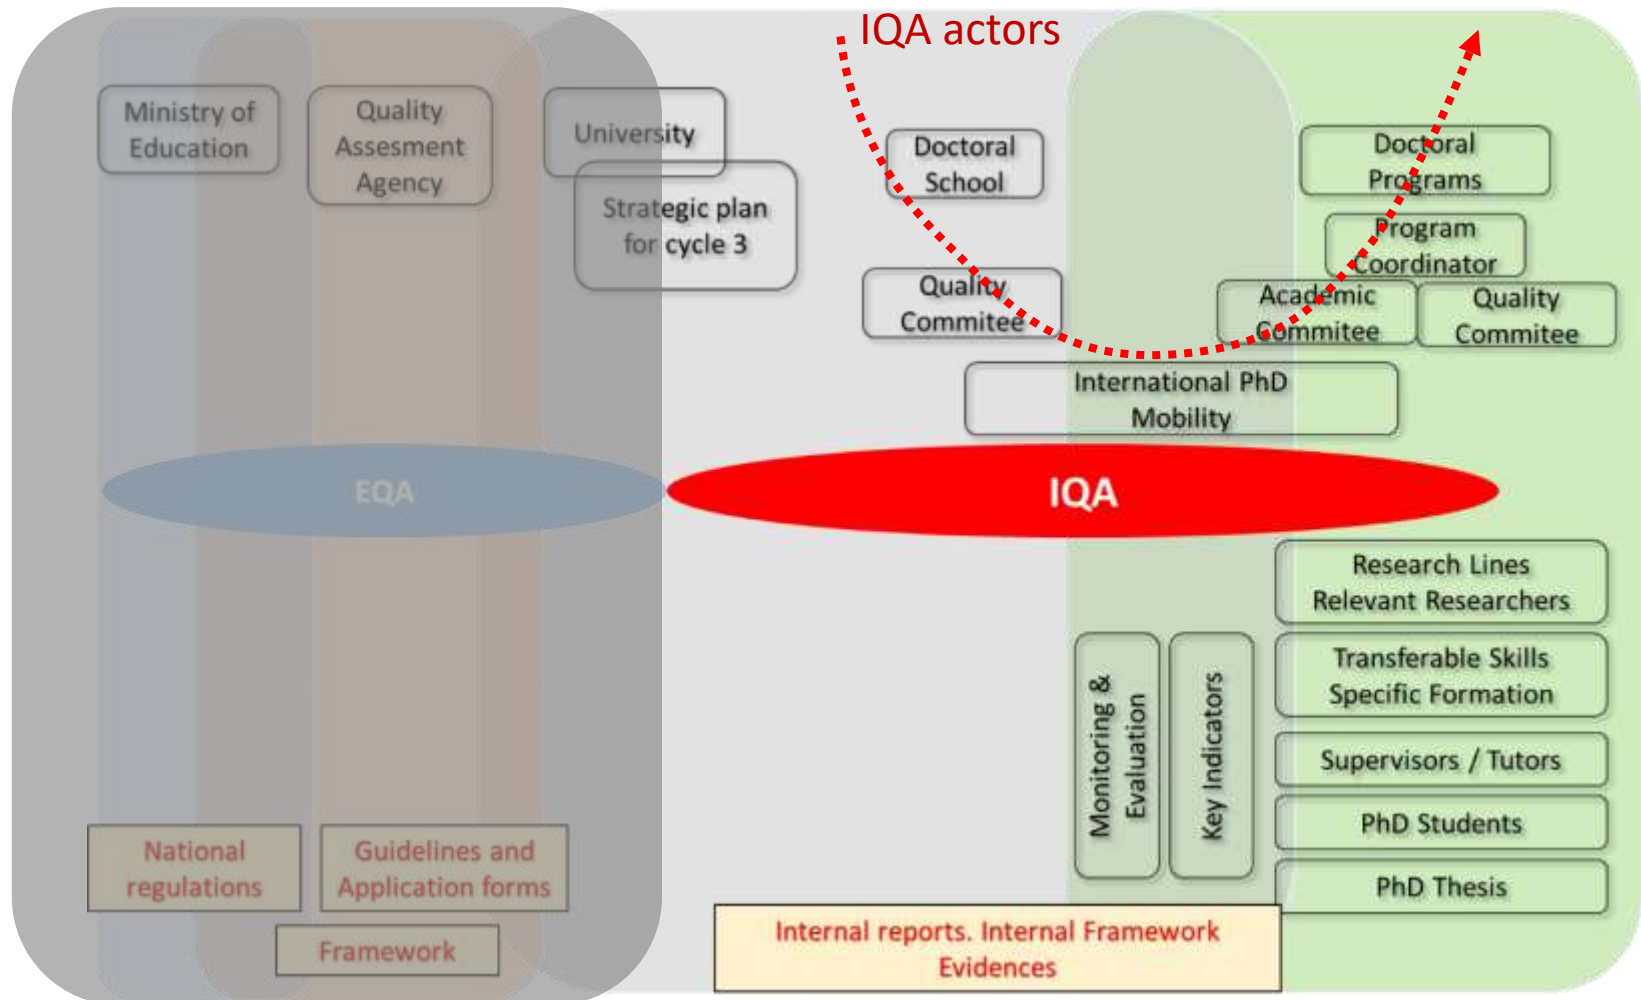 IQA actors
Ministry of
Education
Quality
Assesment
Agency
University
Strategic plan
for cycle 3
Doctoral
School
Quality
Commitee
Doctoral
Programs
Program
Coordinator
Academic
Commitee
Quality
Commitee
International PhD
Mobility
EQA
IQA
Research Lines
Relevant Researchers
Transferable Skills
Specific Formation
Supervisors / Tutors
PhD Students
PhD Thesis
Monitoring &
Evaluation
Key Indicators
National
regulations
Guidelines and
Application forms
Framework
Internal reports. Internal Framework
Evidences